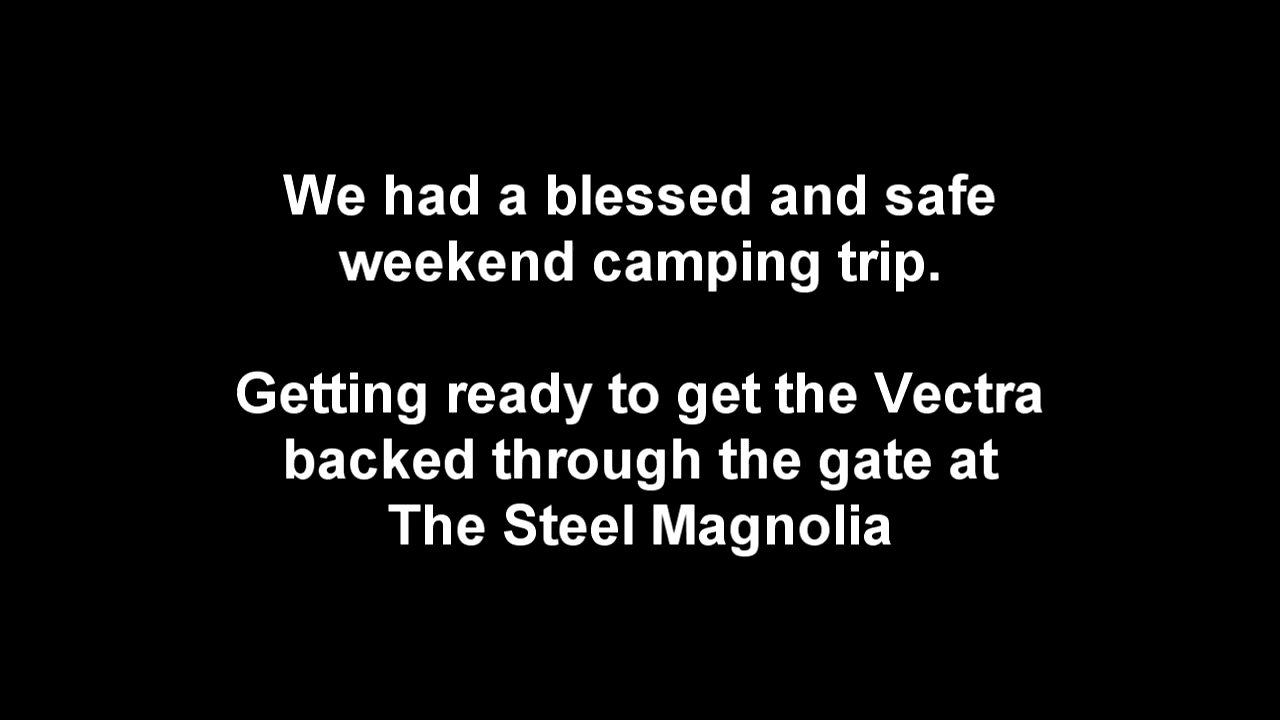 We had a blessed and safe
weekend camping trip.
Getting ready to get the Vectra
backed through the gate at
The Steel Magnolia